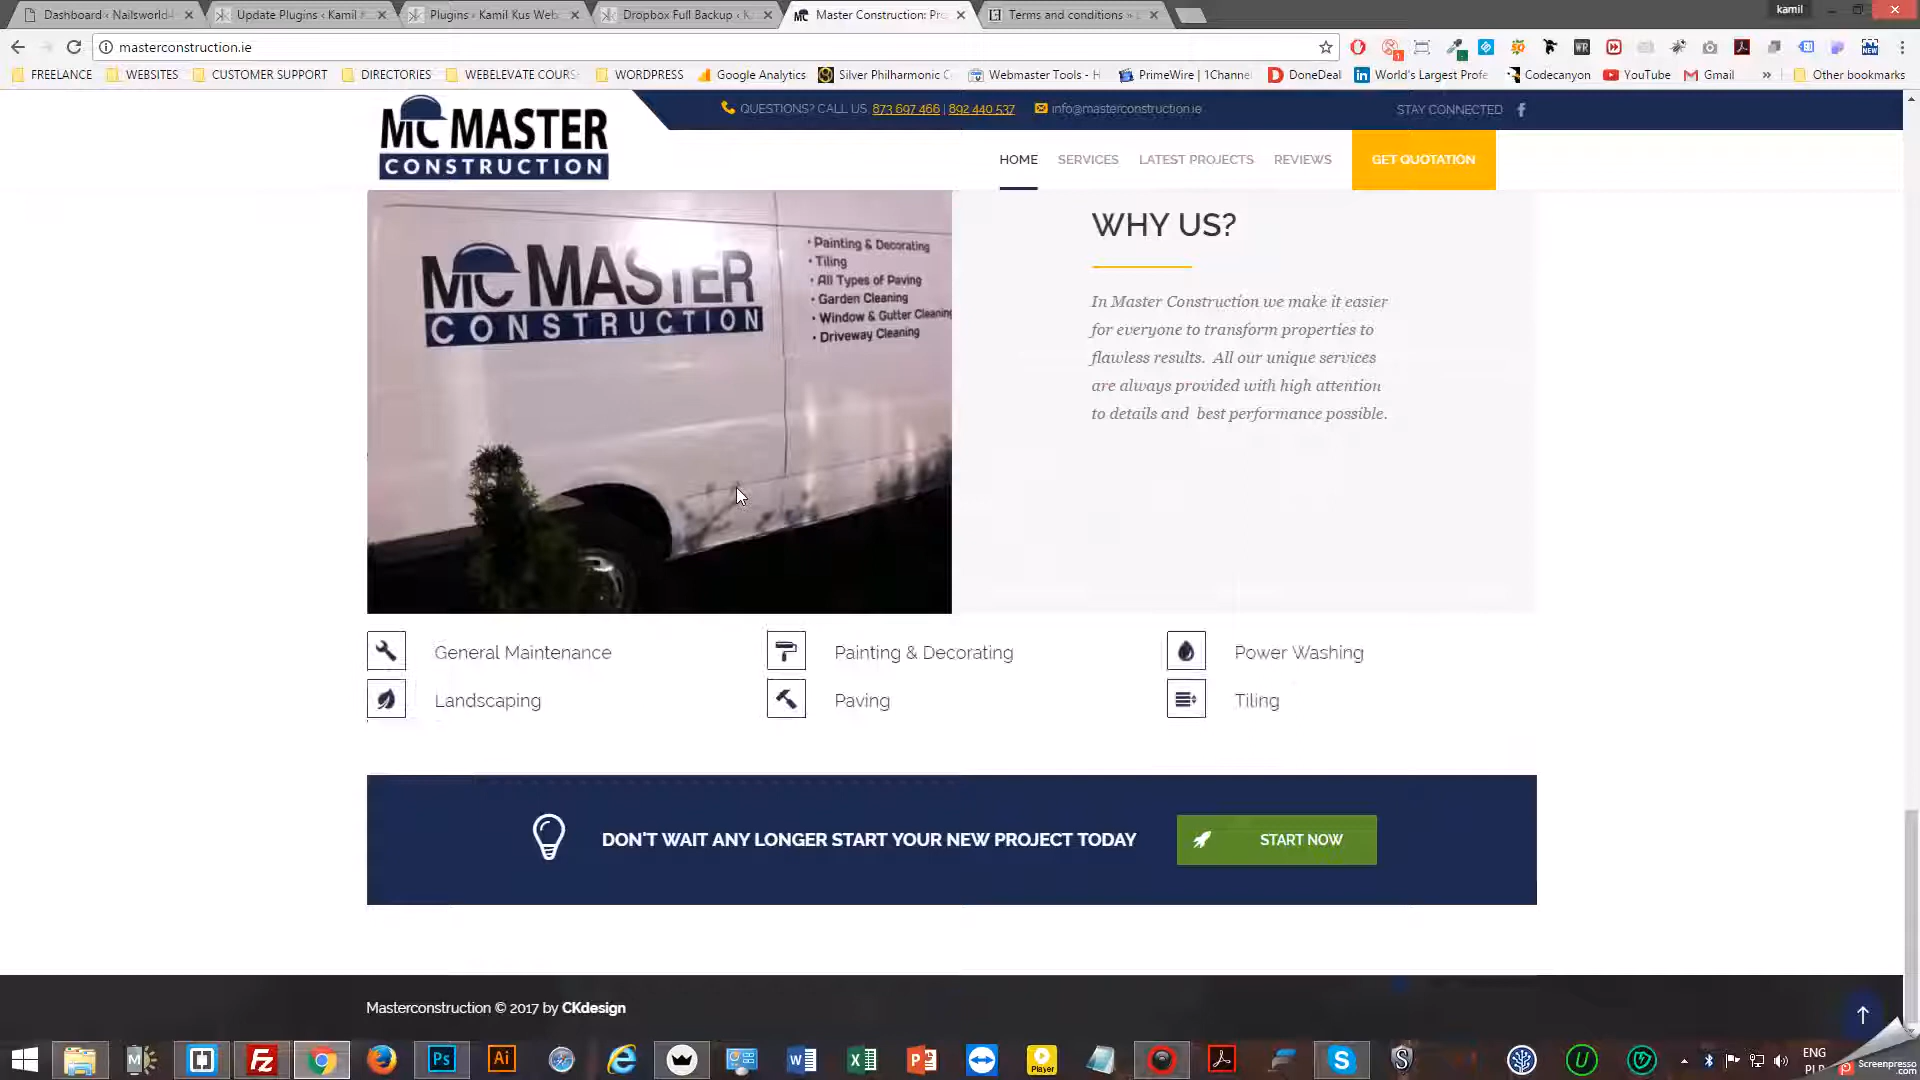 Dashboard ‹ Nailsworld
Update Plugins ‹ Kamil
Plugins ‹ Kamil Kus Web
Dropbox Full Backup ‹
Master Construction: Pr
Terms and conditions »
kamil
masterconstruction.ie
FREELANCE
WEBSITES
CUSTOMER SUPPORT
DIRECTORIES
WEBELEVATE COURS
WORDPRESS
Google Analytics
Silver Philharmonic C
Webmaster Tools - H
PrimeWire | 1Channel
DoneDeal
World's Largest Profe
Codecanyon
YouTube
Gmail
»
Other bookmarks
MC MASTER
CONSTRUCTION
QUESTIONS? CALL US 873 697 466 | 892 440 537
info@masterconstruction.ie
STAY CONNECTED
HOME
SERVICES
LATEST PROJECTS
REVIEWS
GET QUOTATION
MC MASTER
CONSTRUCTION
• Painting & Decorating
• Tiling
• All Types of Paving
• Garden Cleaning
• Window & Gutter Cleaning
• Driveway Cleaning
WHY US?
In Master Construction we make it easier
for everyone to transform properties to
flawless results. All our unique services
are always provided with high attention
to details and best performance possible.
General Maintenance
Painting & Decorating
Power Washing
Landscaping
Paving
Tiling
DON'T WAIT ANY LONGER START YOUR NEW PROJECT TODAY
START NOW
Masterconstruction © 2017 by CKdesign
Ps
Ai
Player
ENG
Screenpresso
.com